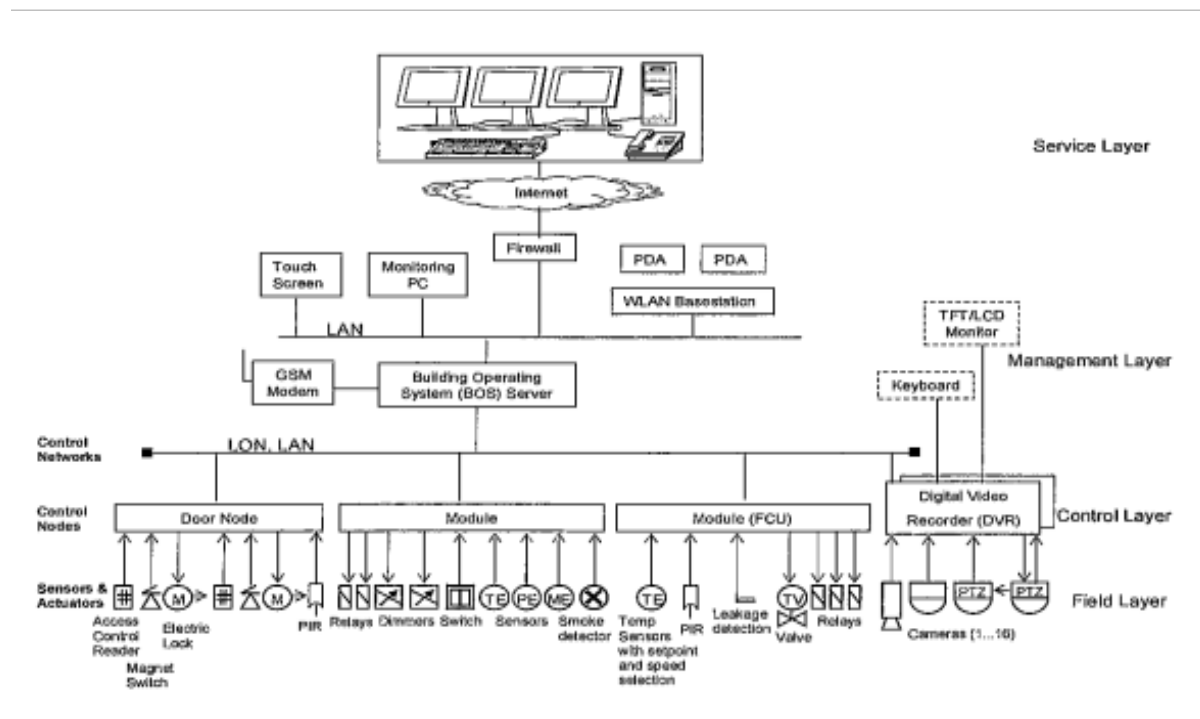 Service Layer
Internet
Firewall
Touch
Screen
Monitoring
PC
PDA
PDA
WLAN Basestation
LAN
TFT/LCD
Monitor
Management Layer
GSM
Modem
Building Operating
System (BOS) Server
Keyboard
Control
Networks
LON, LAN
Control
Nodes
Door Node
Module
Module (FCU)
Digital Video
Recorder (DVR)
Control Layer
Sensors &
Actuators
M
M
TE
PE
ME
TE
TV
PTZ
PTZ
Field Layer
Access
Control
Reader
Magnet
Switch
Electric
Lock
PIR
Relays
Dimmers
Switch
Sensors
Smoke
detector
Temp
Sensors
with setpoint
and speed
selection
PIR
Leakage
detection
Valve
Relays
Cameras (1...16)